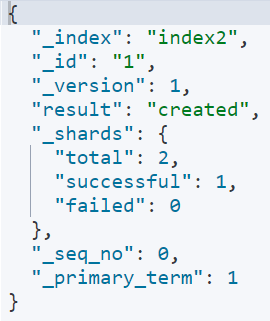 {
  "_index": "index2",
  "_id": "1",
  "_version": 1,
  "result": "created",
  "_shards": {
    "total": 2,
    "successful": 1,
    "failed": 0
  },
  "_seq_no": 0,
  "_primary_term": 1
}